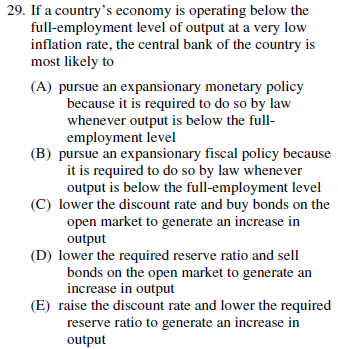 29. If a country's economy is operating below the
full-employment level of output at a very low
inflation rate, the central bank of the country is
most likely to
(A) pursue an expansionary monetary policy
because it is required to do so by law
whenever output is below the full-
employment level
(B) pursue an expansionary fiscal policy because
it is required to do so by law whenever
output is below the full-employment level
(C) lower the discount rate and buy bonds on the
open market to generate an increase in
output
(D) lower the required reserve ratio and sell
bonds on the open market to generate an
increase in output
(E) raise the discount rate and lower the required
reserve ratio to generate an increase in
output